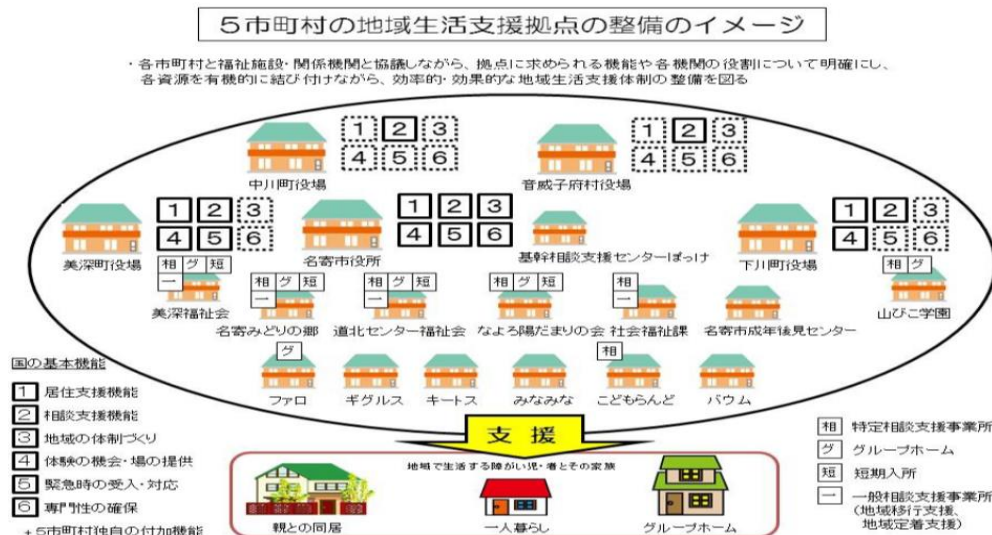 ５市町村の地域生活支援拠点の整備のイメージ
・各市町村と福祉施設・関係機関と協議しながら、拠点に求められる機能や各機関の役割について明確にし、
各資源を有機的に結び付けながら、効率的・効果的な地域生活支援体制の整備を図る
1 2 3
4 5 6
中川町役場
1 2 3
4 5 6
音威子府村役場
1 2 3
4 5 6
美深町役場
1 2 3
4 5 6
名寄市役所
基幹相談支援センターぽっけ
1 2 3
4 5 6
下川町役場
相 グ 短
一
美深福祉会
相 グ 短
一
名寄みどりの郷
相 グ 短
一
道北センター福祉会
相 グ 短
なよろ陽だまりの会
相
一
社会福祉課
名寄市成年後見センター
相 グ
山びこ学園
グ
ファロ
ギグルス
キートス
みなみな
相
こどもらんど
バウム
国の基本機能
1 居住支援機能
2 相談支援機能
3 地域の体制づくり
4 体験の機会・場の提供
5 緊急時の受入・対応
6 専門性の確保
+５市町村独自の付加機能
支援
地域で生活する障がい児・者とその家族
親との同居
一人暮らし
グループホーム
相 特定相談支援事業所
グ グループホーム
短 短期入所
一 一般相談支援事業所
(地域移行支援、
地域定着支援)